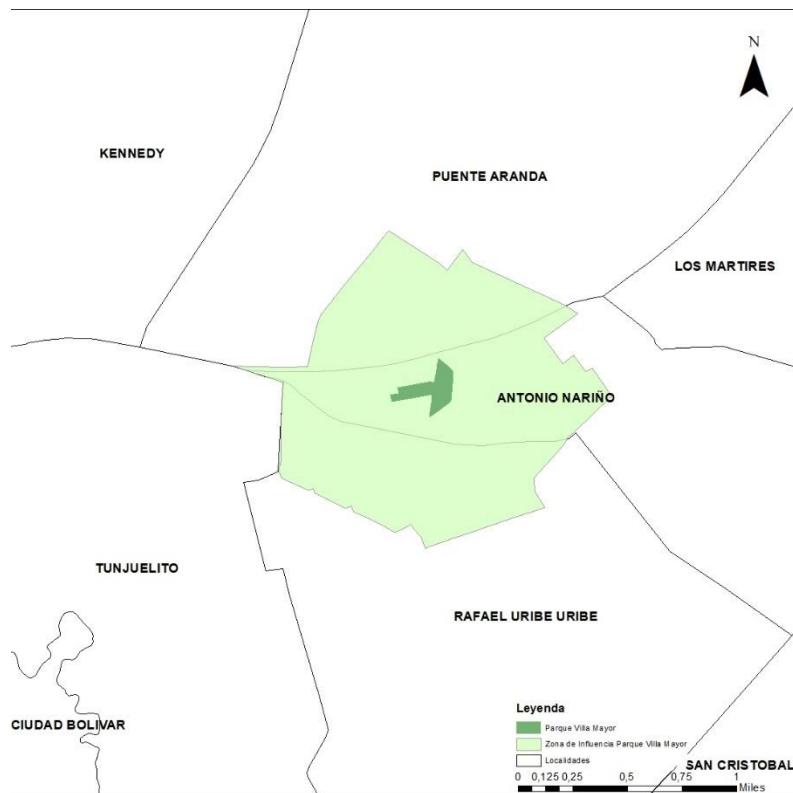 N
KENNEDY
PUENTE ARANDA
LOS MARTIRES
ANTONIO NARIÑO
TUNJUELITO
RAFAEL URIBE URIBE
CIUDAD BOLIVAR
Leyenda
Parque Villa Mayor
Zona de Influencia Parque Villa Mayor
Localidades
SAN CRISTOBAL
0 0,125 0,25 0,5 0,75 1
Miles